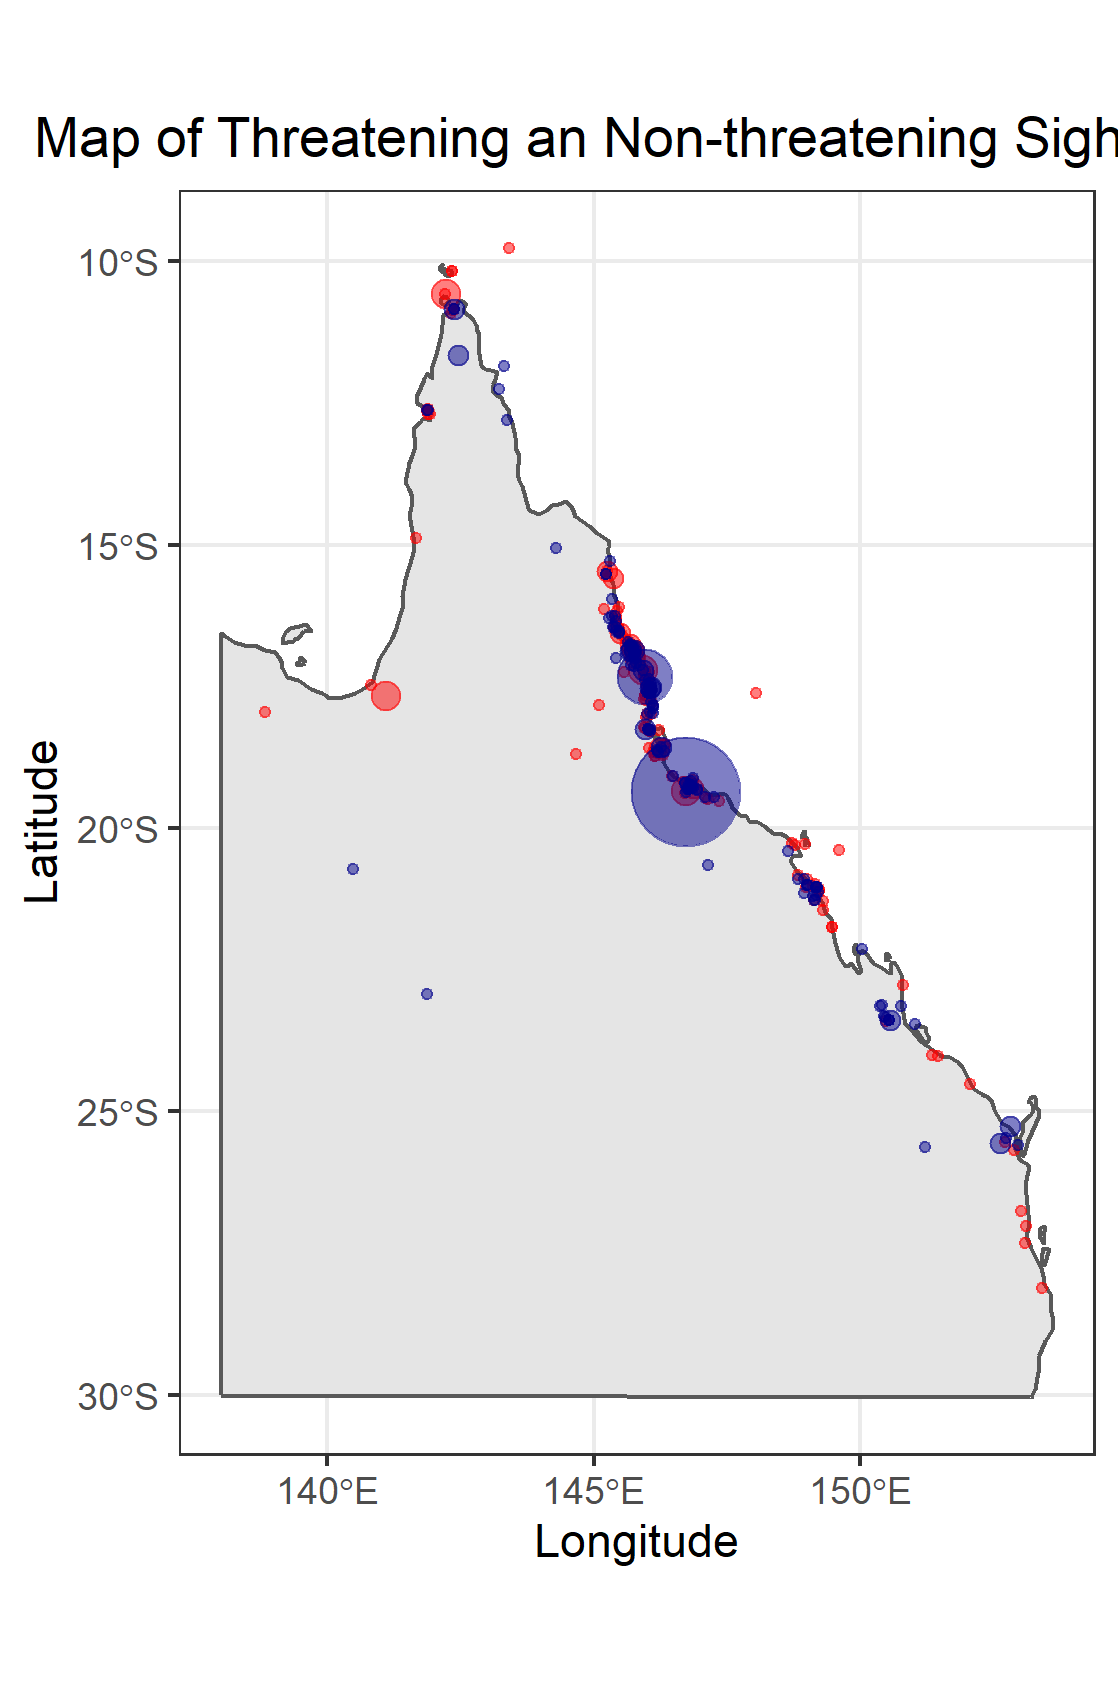 Map of Threatening an Non-threatening Sigh
10°S
15°S
20°S
25°S
30°S
Latitude
140°E
145°E
150°E
Longitude